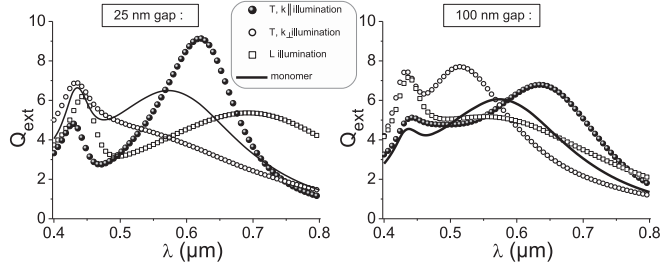 25 nm gap :
T, k∥ illumination
T, k⊥ illumination
L illumination
monomer
100 nm gap :
Qext
10
8
6
4
2
0
0.4 0.5 0.6 0.7 0.8
λ (μm)
Qext
10
8
6
4
2
0
0.4 0.5 0.6 0.7 0.8
λ (μm)